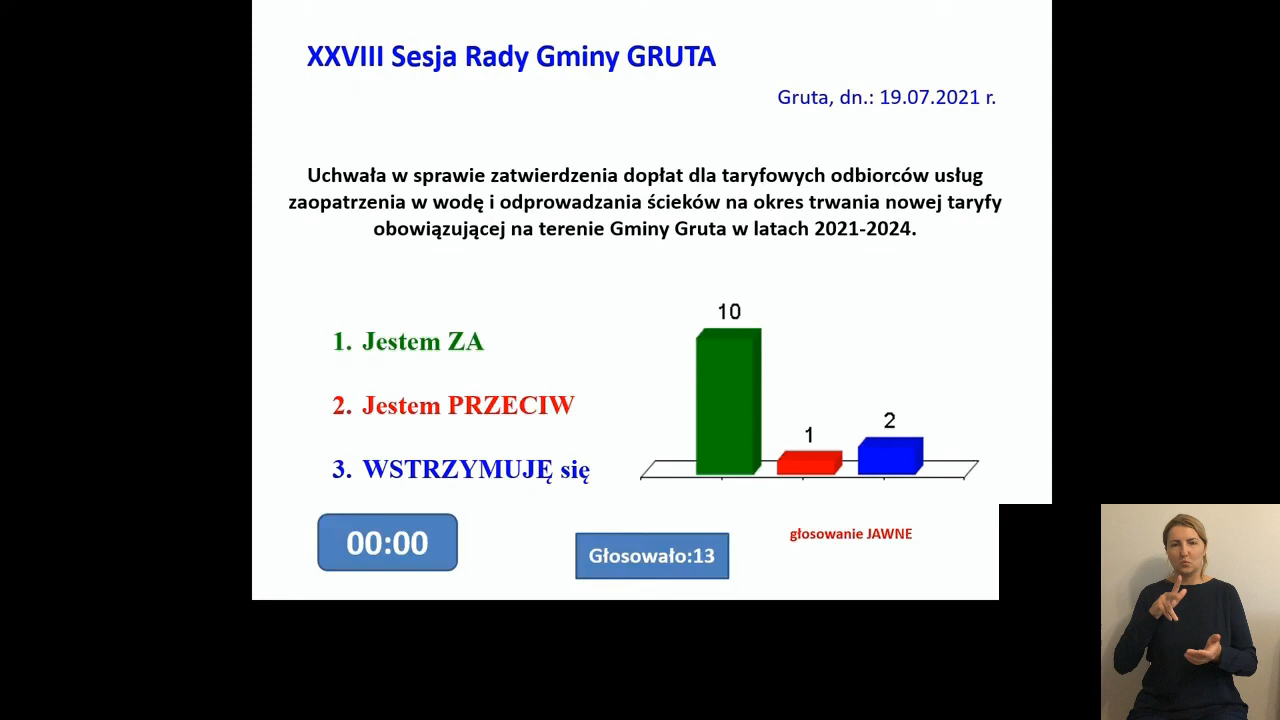 XXVIII Sesja Rady Gminy GRUTA
Gruta, dn.: 19.07.2021 r.
Uchwała w sprawie zatwierdzenia dopłat dla taryfowych odbiorców usług
zaopatrzenia w wodę i odprowadzania ścieków na okres trwania nowej taryfy
obowiązującej na terenie Gminy Gruta w latach 2021-2024.
1. Jestem ZA
2. Jestem PRZECIW
3. WSTRZYMUJĘ się
10
1
2
00:00
Głosowało:13
głosowanie JAWNE